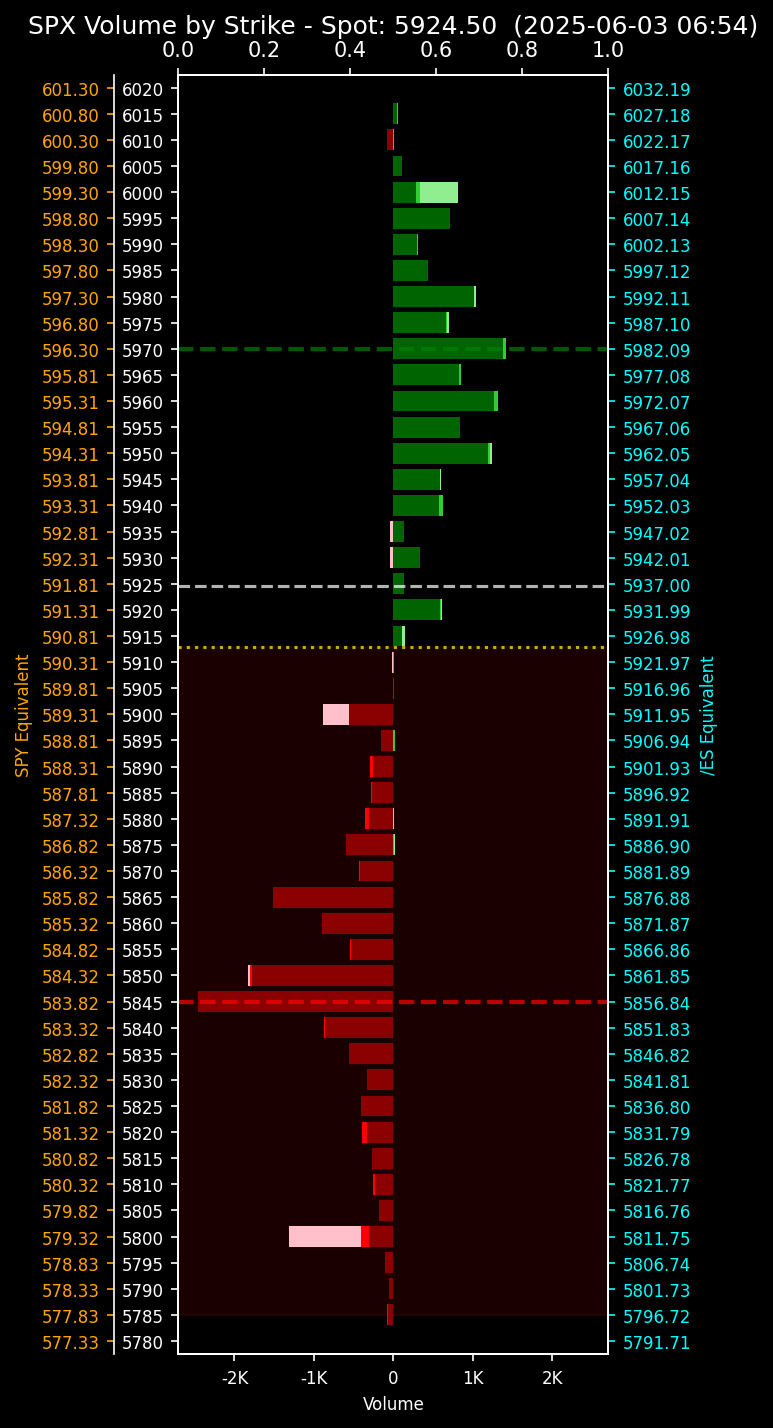 SPX Volume by Strike - Spot: 5924.50  (2025-06-03 06:54)
0.0 0.2 0.4 0.6 0.8 1.0
601.30 6020 6032.19
600.80 6015 6027.18
600.30 6010 6022.17
599.80 6005 6017.16
599.30 6000 6012.15
598.80 5995 6007.14
598.30 5990 6002.13
597.80 5985 5997.12
597.30 5980 5992.11
596.80 5975 5987.10
596.30 5970 5982.09
595.81 5965 5977.08
595.31 5960 5972.07
594.81 5955 5967.06
594.31 5950 5962.05
593.81 5945 5957.04
593.31 5940 5952.03
592.81 5935 5947.02
592.31 5930 5942.01
591.81 5925 5937.00
591.31 5920 5931.99
590.81 5915 5926.98
590.31 5910 5921.97
589.81 5905 5916.96
589.31 5900 5911.95
588.81 5895 5906.94
588.31 5890 5901.93
587.81 5885 5896.92
587.32 5880 5891.91
586.82 5875 5886.90
586.32 5870 5881.89
585.82 5865 5876.88
585.32 5860 5871.87
584.82 5855 5866.86
584.32 5850 5861.85
583.82 5845 5856.84
583.32 5840 5851.83
582.82 5835 5846.82
582.32 5830 5841.81
581.82 5825 5836.80
581.32 5820 5831.79
580.82 5815 5826.78
580.32 5810 5821.77
579.82 5805 5816.76
579.32 5800 5811.75
578.83 5795 5806.74
578.33 5790 5801.73
577.83 5785 5796.72
577.33 5780 5791.71
SPY Equivalent
/ES Equivalent
-2K -1K 0 1K 2K
Volume